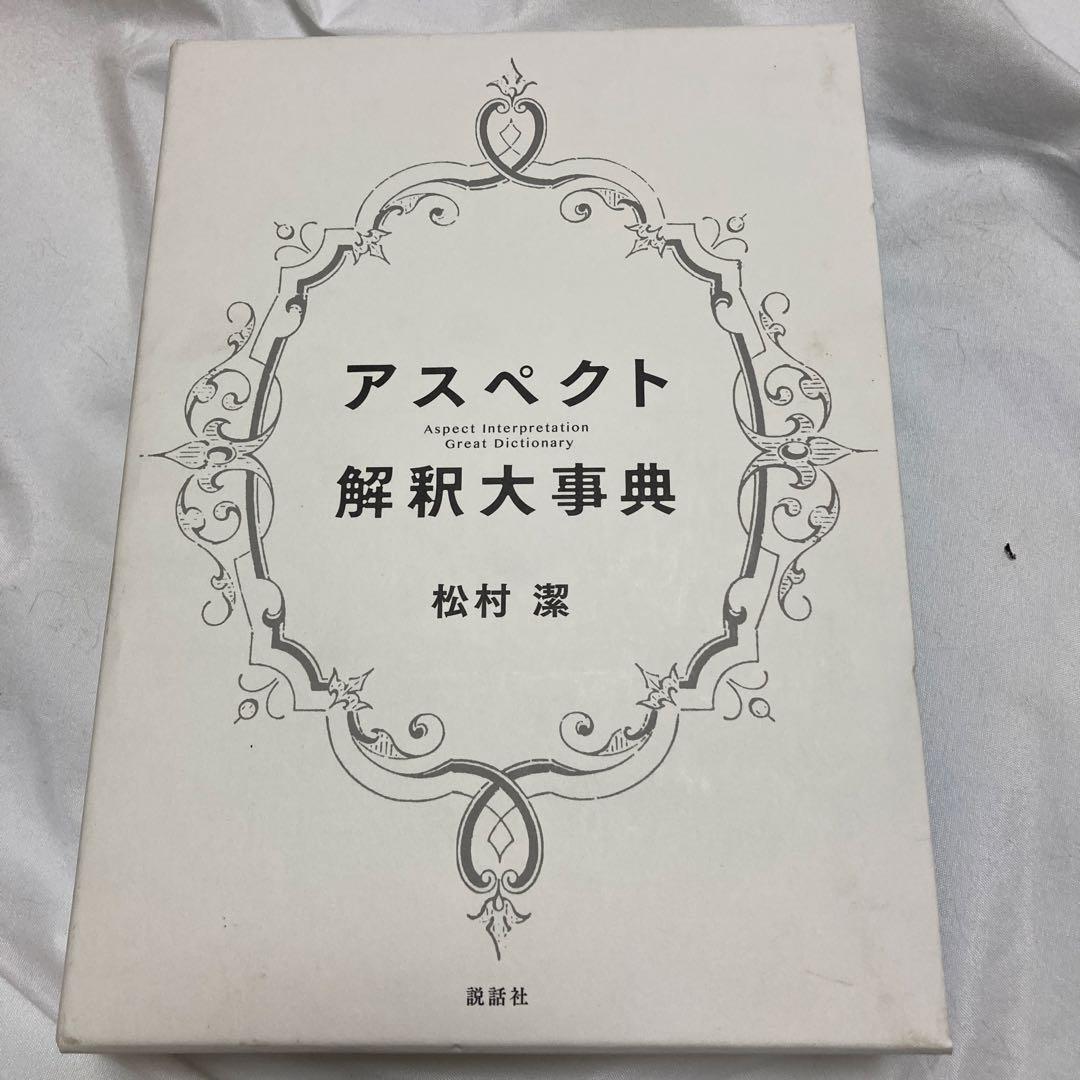 アスペクト
Aspect Interpretation
Great Dictionary
解釈大事典
松村 潔
説話社